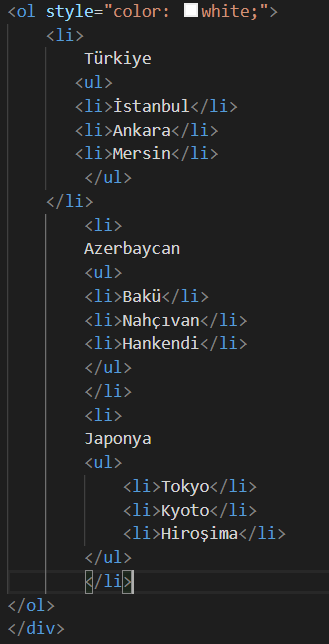 <ol style="color: white;">
<li>
Türkiye
<ul>
<li>İstanbul</li>
<li>Ankara</li>
<li>Mersin</li>
</ul>
</li>
<li>
Azerbaycan
<ul>
<li>Bakü</li>
<li>Nahçıvan</li>
<li>Hankendi</li>
</ul>
</li>
<li>
Japonya
<ul>
<li>Tokyo</li>
<li>Kyoto</li>
<li>Hiroşima</li>
</ul>
</li>
</ol>
</div>